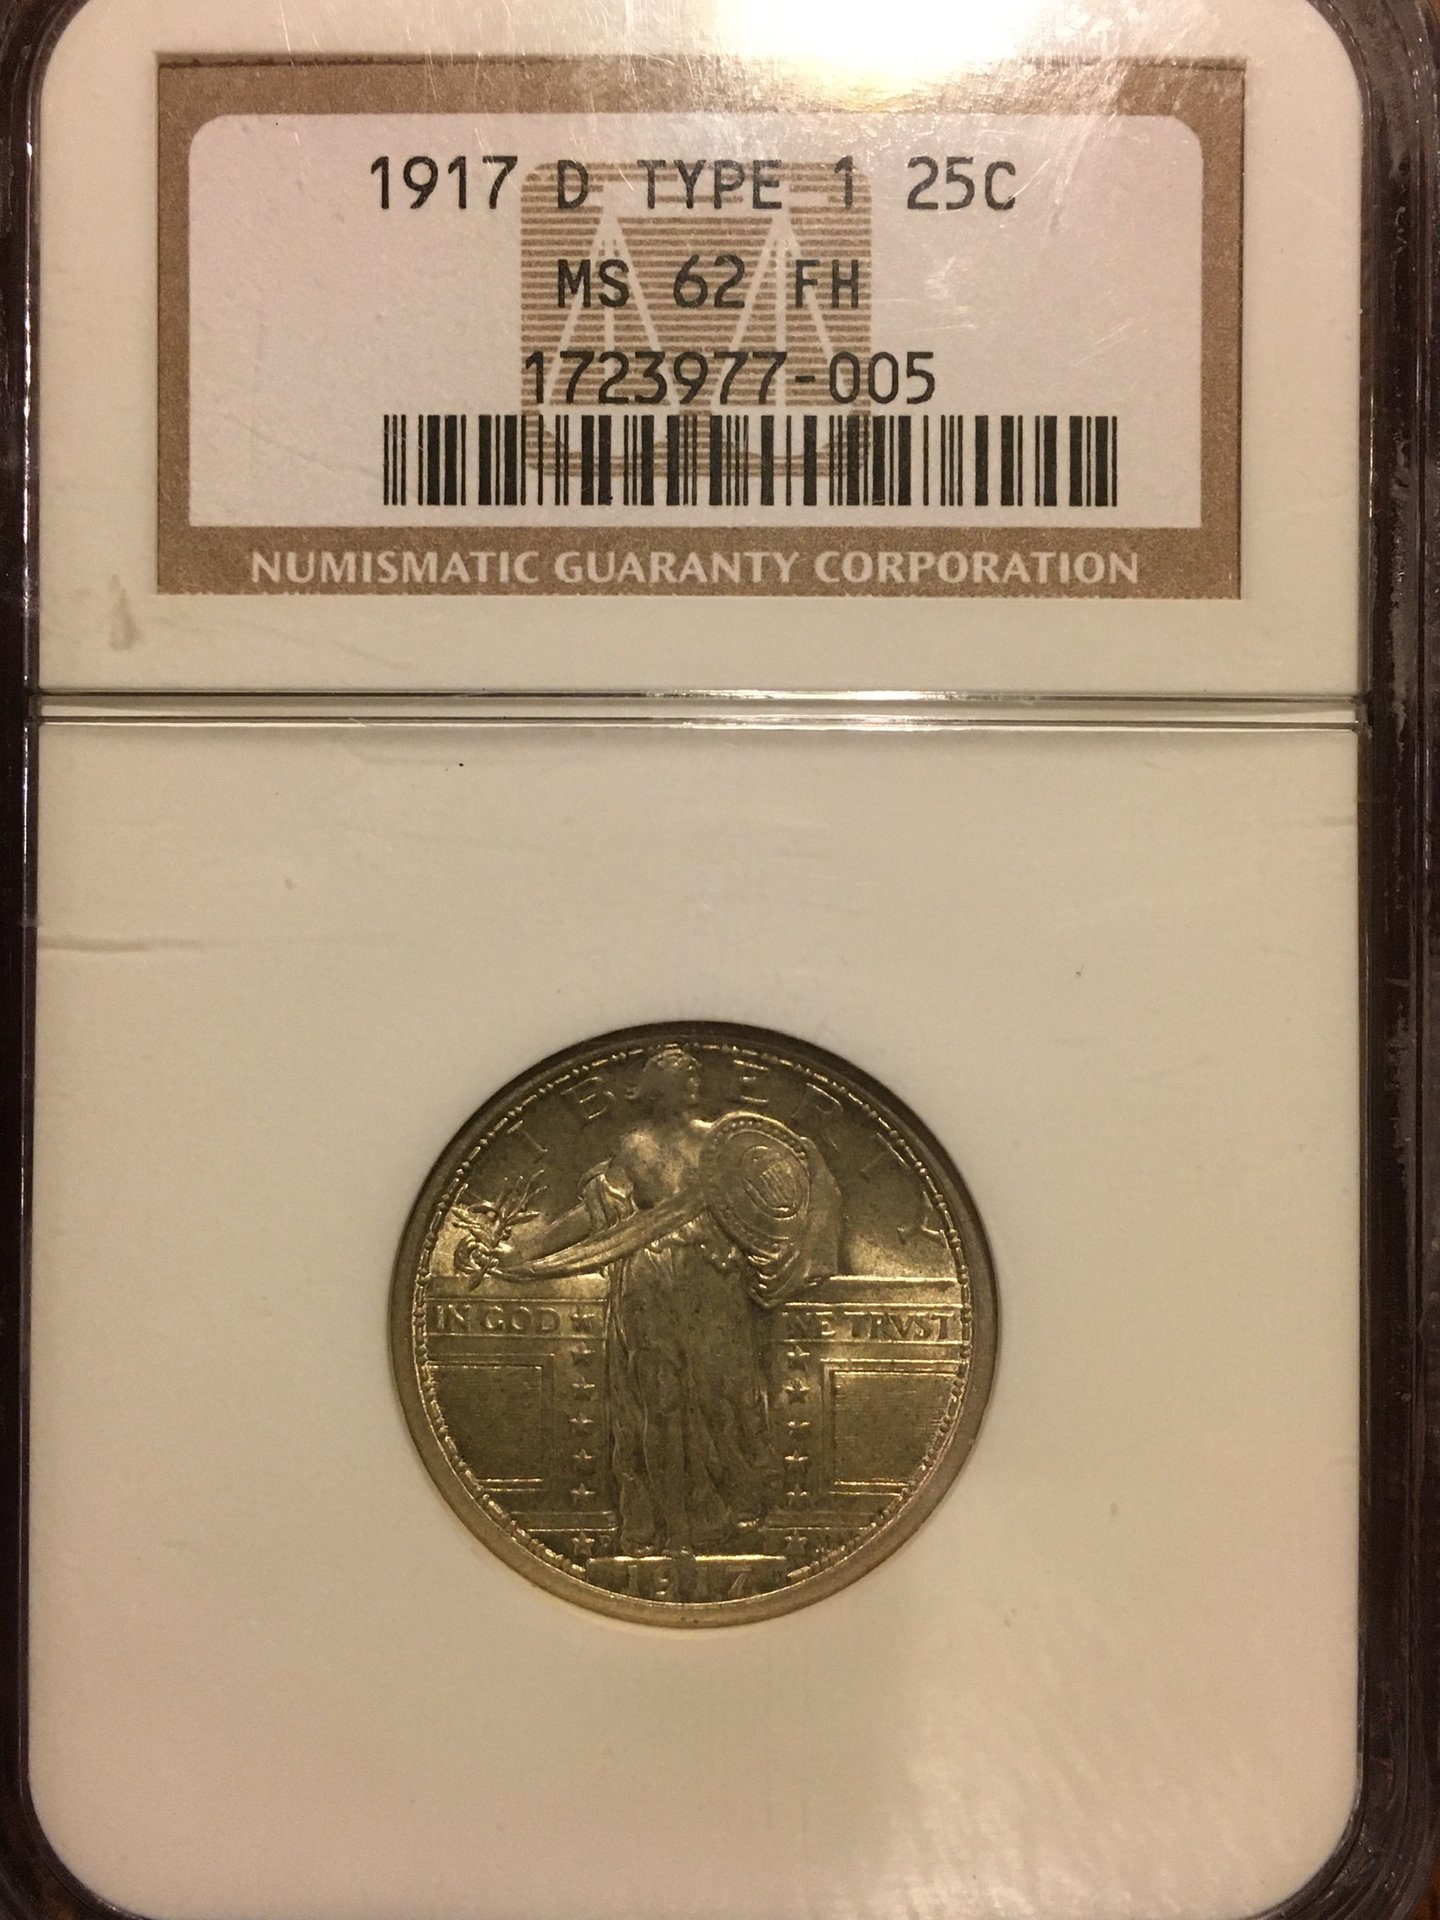 1917 D TYPE 1 25C
MS 62 FH
1723977-005
NUMISMATIC GUARANTY CORPORATION
LIBERTY
IN GOD WE TRVST
1917